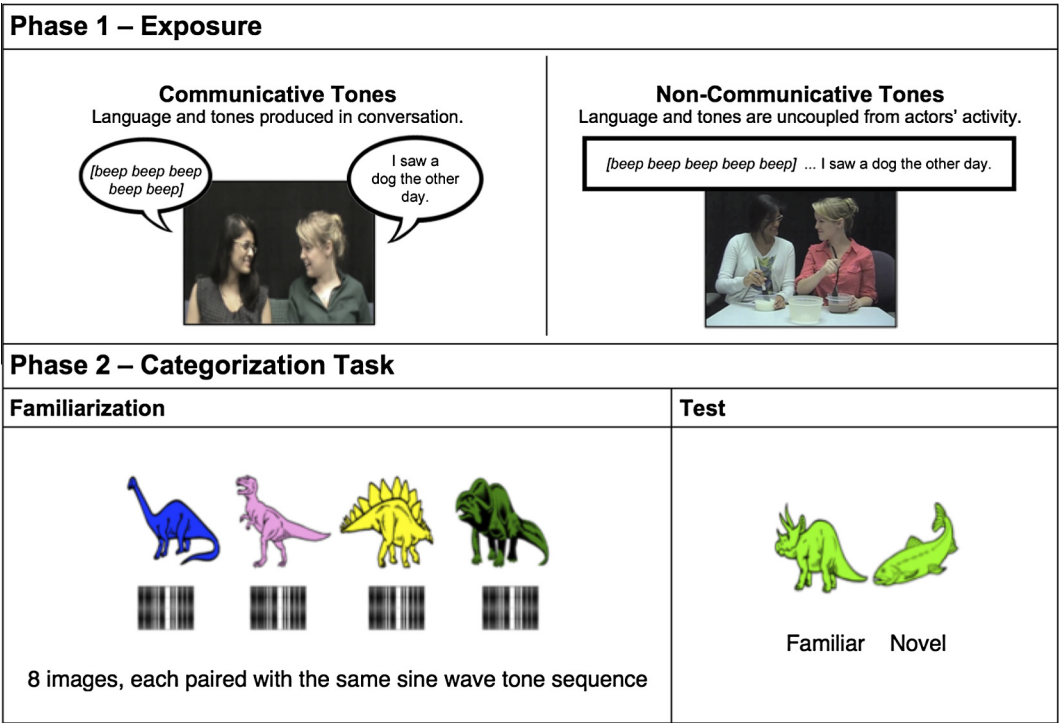 Phase 1 – Exposure
Communicative Tones
Language and tones produced in conversation.
[beep beep beep
beep beep]
I saw a
dog the other
day.
Non-Communicative Tones
Language and tones are uncoupled from actors' activity.
[beep beep beep beep beep] ... I saw a dog the other day.
Phase 2 – Categorization Task
Familiarization
8 images, each paired with the same sine wave tone sequence
Test
Familiar Novel